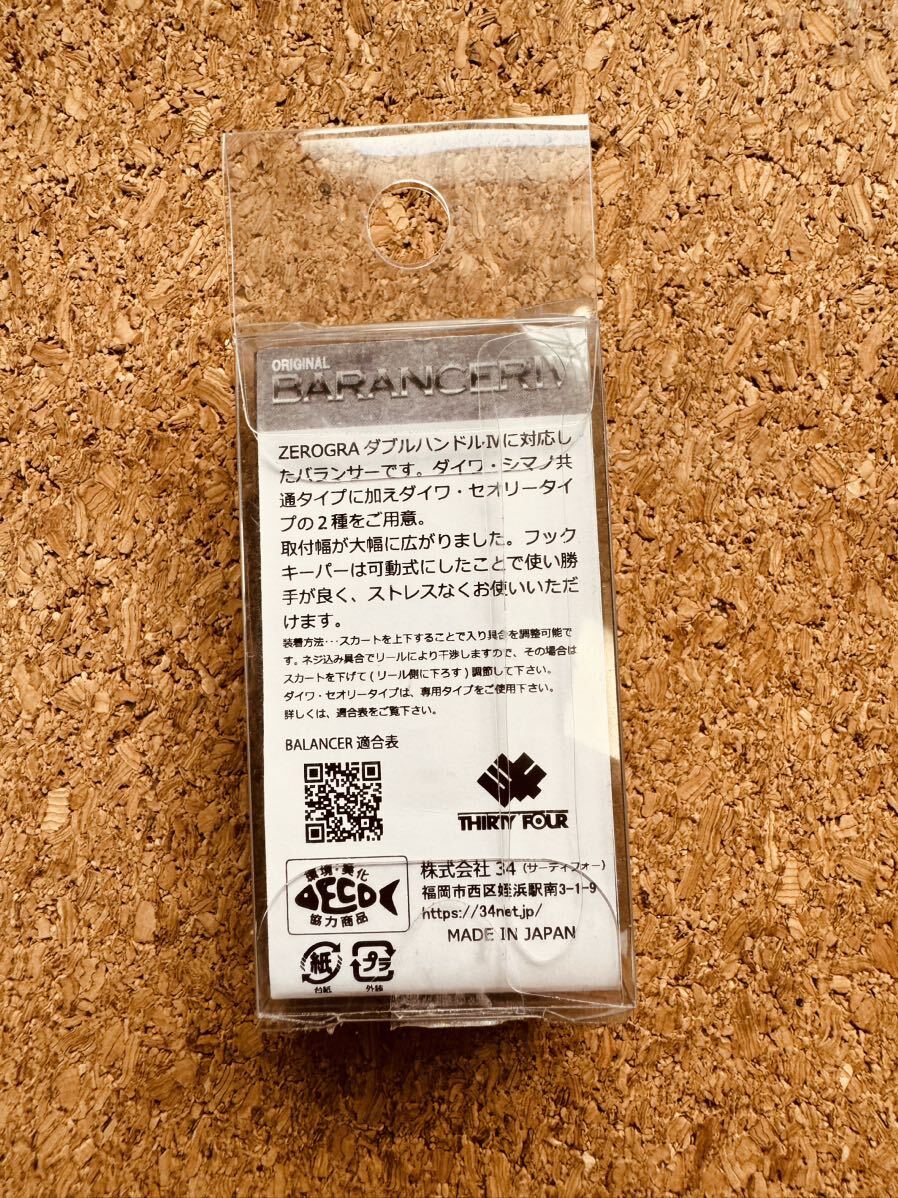 ORIGINAL
BARANCERⅣ
ZEROGRA ダブルハンドルⅣに対応し
たバランサーです。ダイワ・シマノ共
通タイプに加えダイワ・セオリータイ
プの２種をご用意。
取付幅が大幅に広がりました。フック
キーパーは可動式にしたことで使い勝
手が良く、ストレスなくお使いいただ
けます。
装着方法･･･スカートを上下することで入り具合を調整可能で
す。ネジ込み具合でリールにより干渉しますので、その場合は
スカートを下げて(リール側に下ろす)調節して下さい。
ダイワ・セオリータイプは、専用タイプをご使用下さい。
詳しくは、適合表をご覧下さい。
BALANCER 適合表
THIRTY FOUR
環境・美化
DECO
協力商品
株式会社 34 (サーティフォー)
福岡市西区姪浜駅南3-1-9
https://34net.jp/
MADE IN JAPAN
紙
台紙
プラ
外装